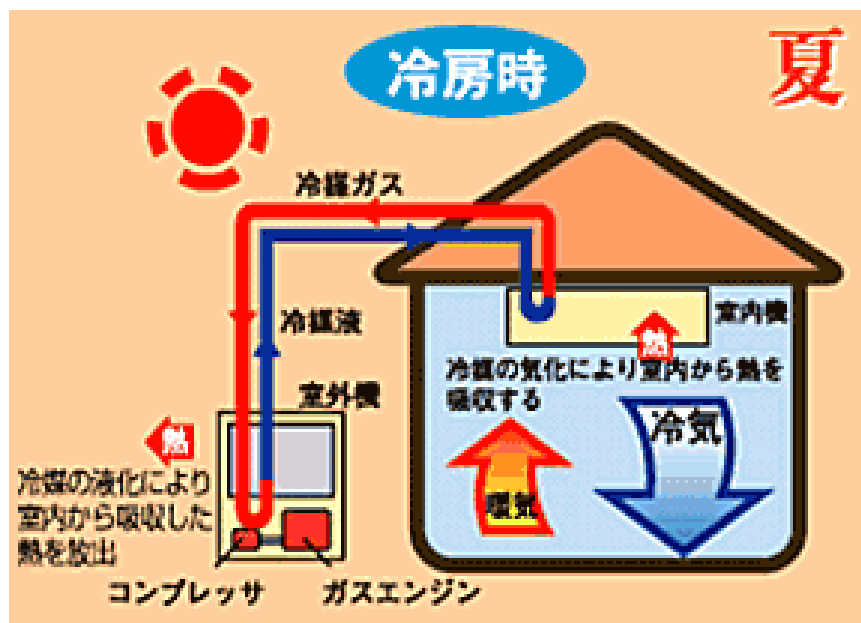 冷房時
夏
冷媒ガス
冷媒液
室内機
熱
冷媒の気化により室内から熱を
吸収する
室外機
冷気
暖気
熱
冷媒の液化により
室内から吸収した
熱を放出
コンプレッサ
ガスエンジン